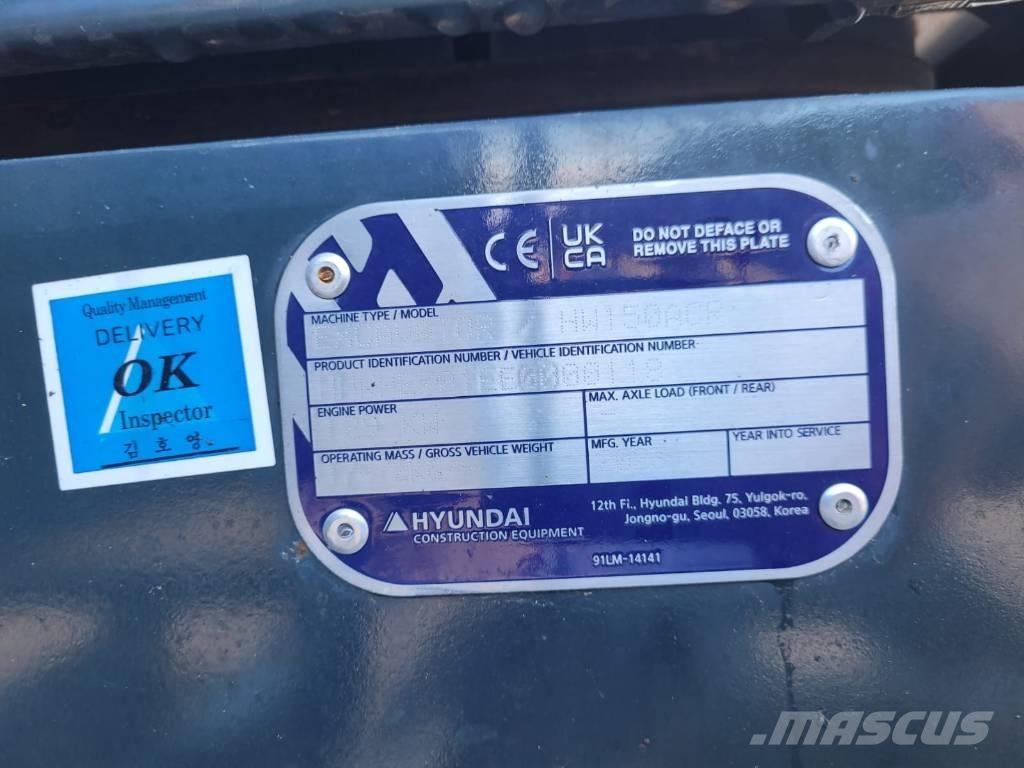 Quality Management
DELIVERY
OK
Inspector
김 호 영
CE
UK
CA
DO NOT DEFACE OR
REMOVE THIS PLATE
MACHINE TYPE / MODEL
/ HW150ACR
PRODUCT IDENTIFICATION NUMBER / VEHICLE IDENTIFICATION NUMBER
ENGINE POWER
MAX. AXLE LOAD (FRONT / REAR)
OPERATING MASS / GROSS VEHICLE WEIGHT
MFG. YEAR
YEAR INTO SERVICE
HYUNDAI
CONSTRUCTION EQUIPMENT
12th Fl., Hyundai Bldg. 75, Yulgok-ro,
Jongno-gu, Seoul, 03058, Korea
91LM-14141
MASCUS